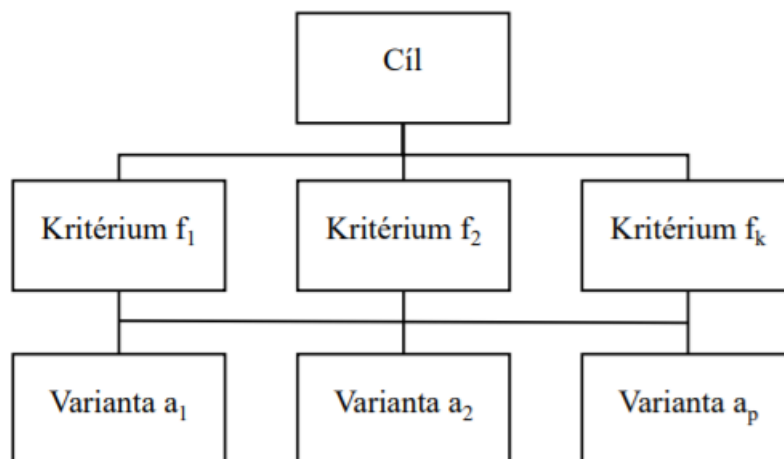 Cíl
Kritérium f₁
Kritérium f₂
Kritérium fₖ
Varianta a₁
Varianta a₂
Varianta aₚ